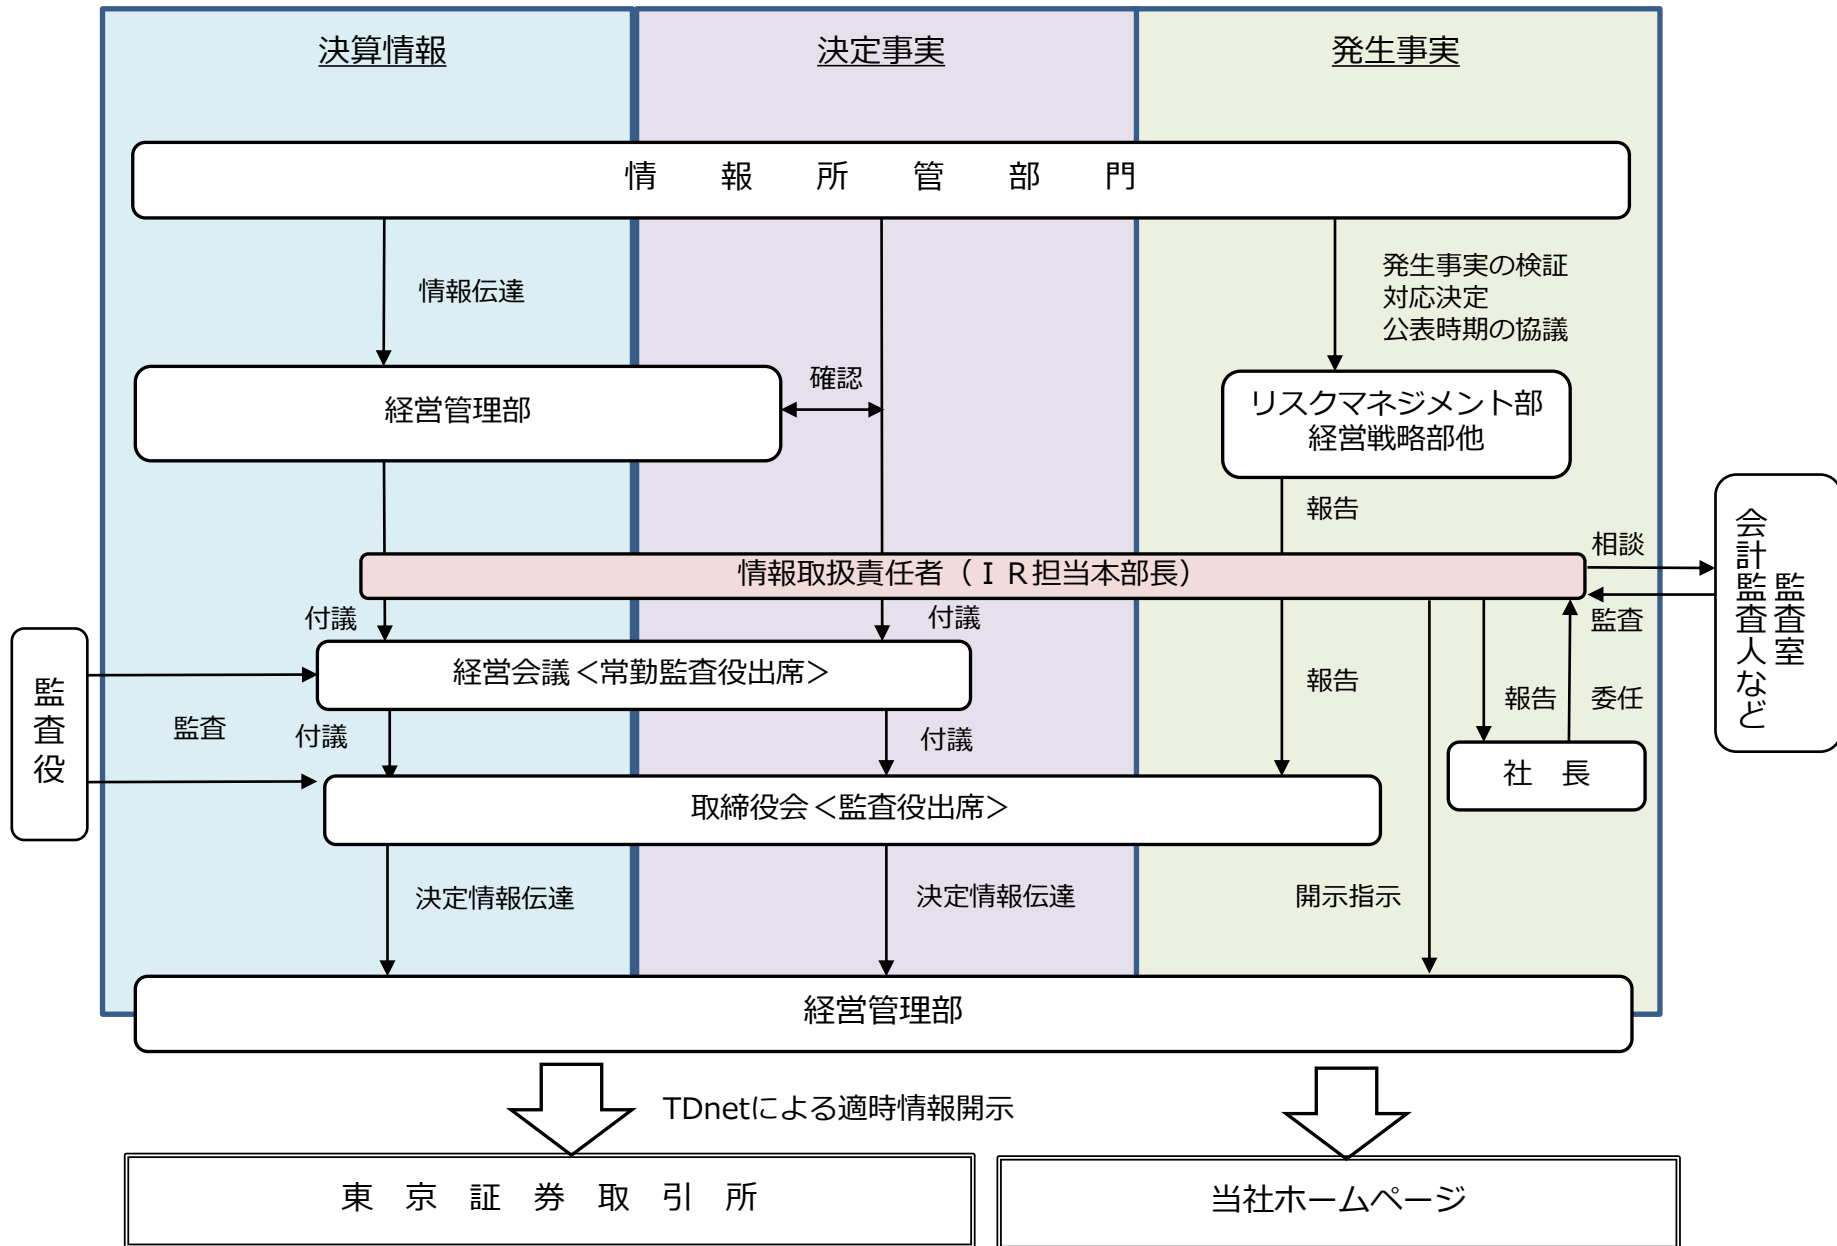 決算情報
決定事実
発生事実
情報所管部門
情報伝達
発生事実の検証
対応決定
公表時期の協議
経営管理部
確認
リスクマネジメント部
経営戦略部他
報告
情報取扱責任者（ＩＲ担当本部長）
相談
監査
監査室
会計監査人など
付議
付議
経営会議＜常勤監査役出席＞
監査役
監査
付議
付議
報告
報告
委任
社　長
取締役会＜監査役出席＞
決定情報伝達
決定情報伝達
開示指示
経営管理部
TDnetによる適時情報開示
東京証券取引所
当社ホームページ